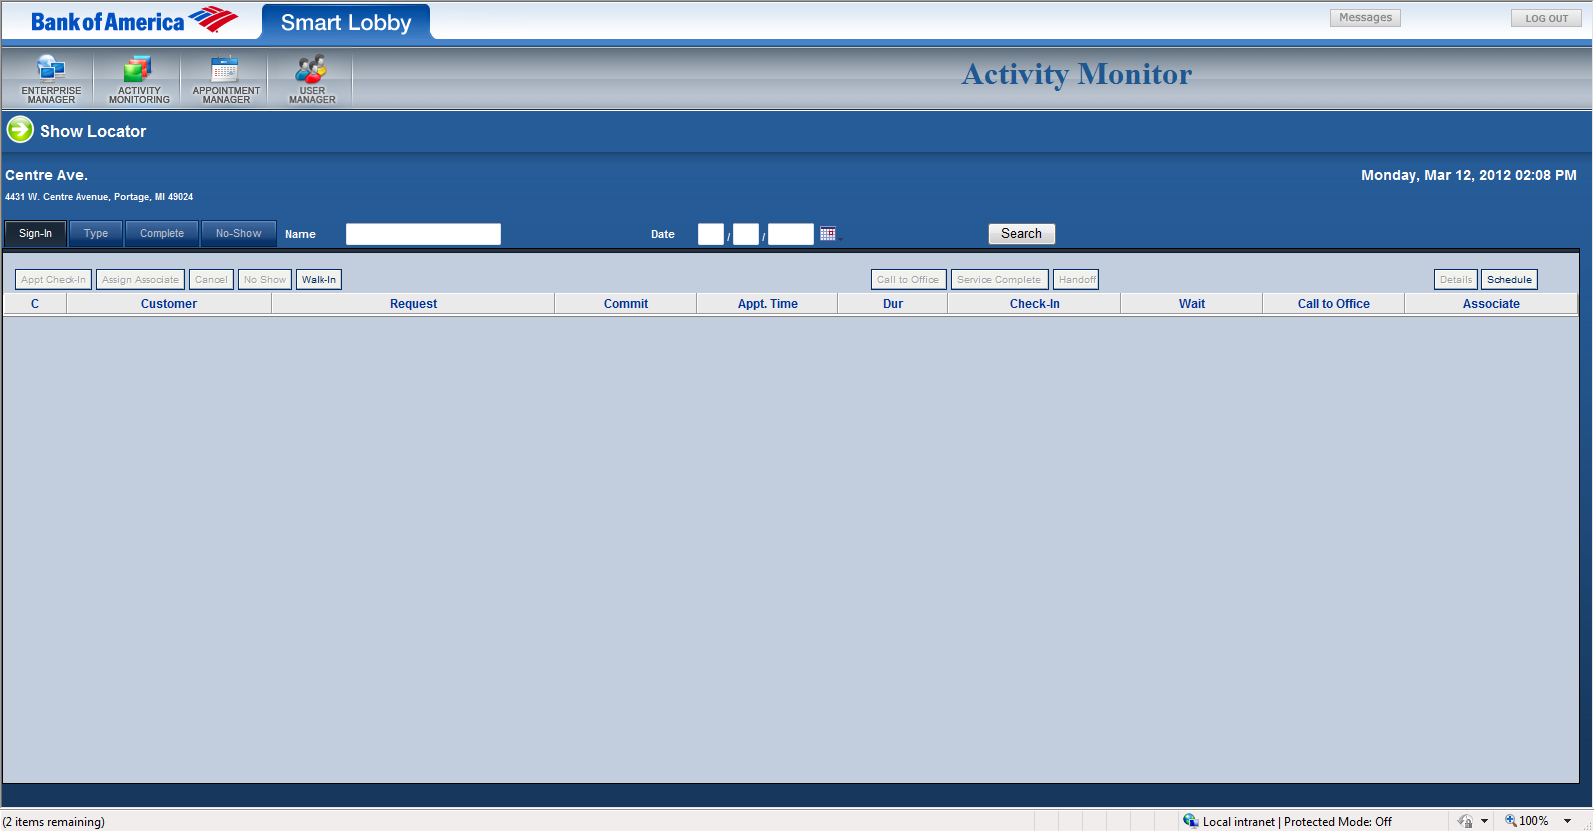 Bank of America Smart Lobby Messages LOG OUT
ENTERPRISE MANAGER
ACTIVITY MONITORING
APPOINTMENT MANAGER
USER MANAGER
Activity Monitor
Show Locator
Centre Ave. Monday, Mar 12, 2012 02:08 PM
4431 W. Centre Avenue, Portage, MI 49024
Sign-In Type Complete No-Show Name Date / / Search
Appt Check-In Assign Associate Cancel No Show Walk-In Call to Office Service Complete Handoff Details Schedule
C Customer Request Commit Appt. Time Dur Check-In Wait Call to Office Associate
(2 items remaining) Local intranet | Protected Mode: Off 100%